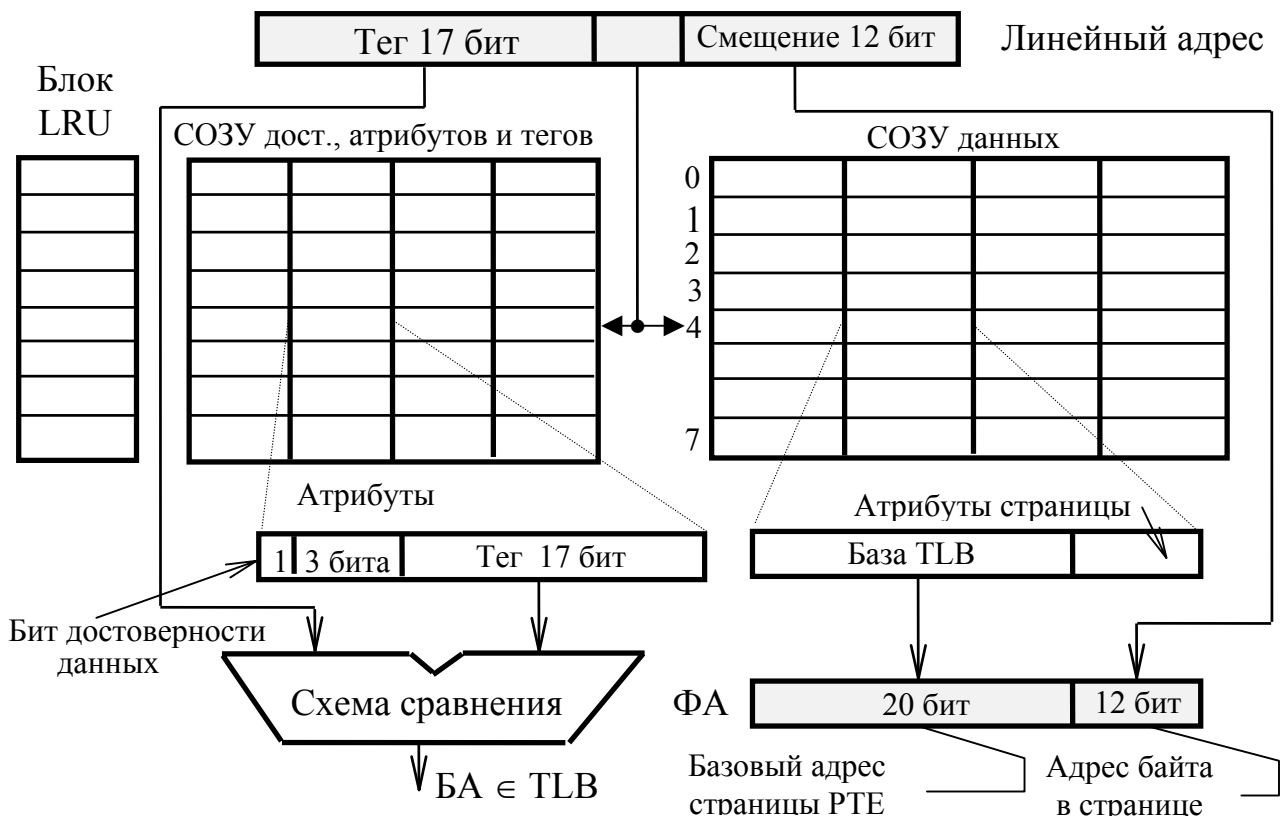 Тег 17 бит
Смещение 12 бит
Линейный адрес
Блок
LRU
СОЗУ дост., атрибутов и тегов
СОЗУ данных
0
1
2
3
4
7
Атрибуты
Атрибуты страницы
1
3 бита
Тег 17 бит
База TLB
Бит достоверности
данных
Схема сравнения
ФА
20 бит
12 бит
БА ∈ TLB
Базовый адрес
страницы PTE
Адрес байта
в странице